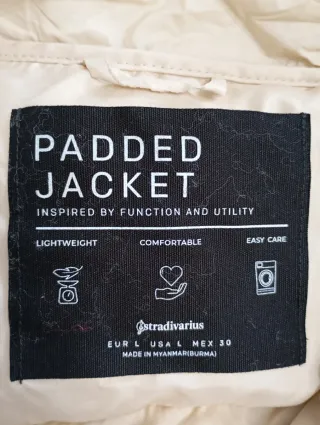 PADDED
JACKET
INSPIRED BY FUNCTION AND UTILITY
LIGHTWEIGHT COMFORTABLE EASY CARE
stradivarius
EUR L USA L MEX 30
MADE IN MYANMAR(BURMA)